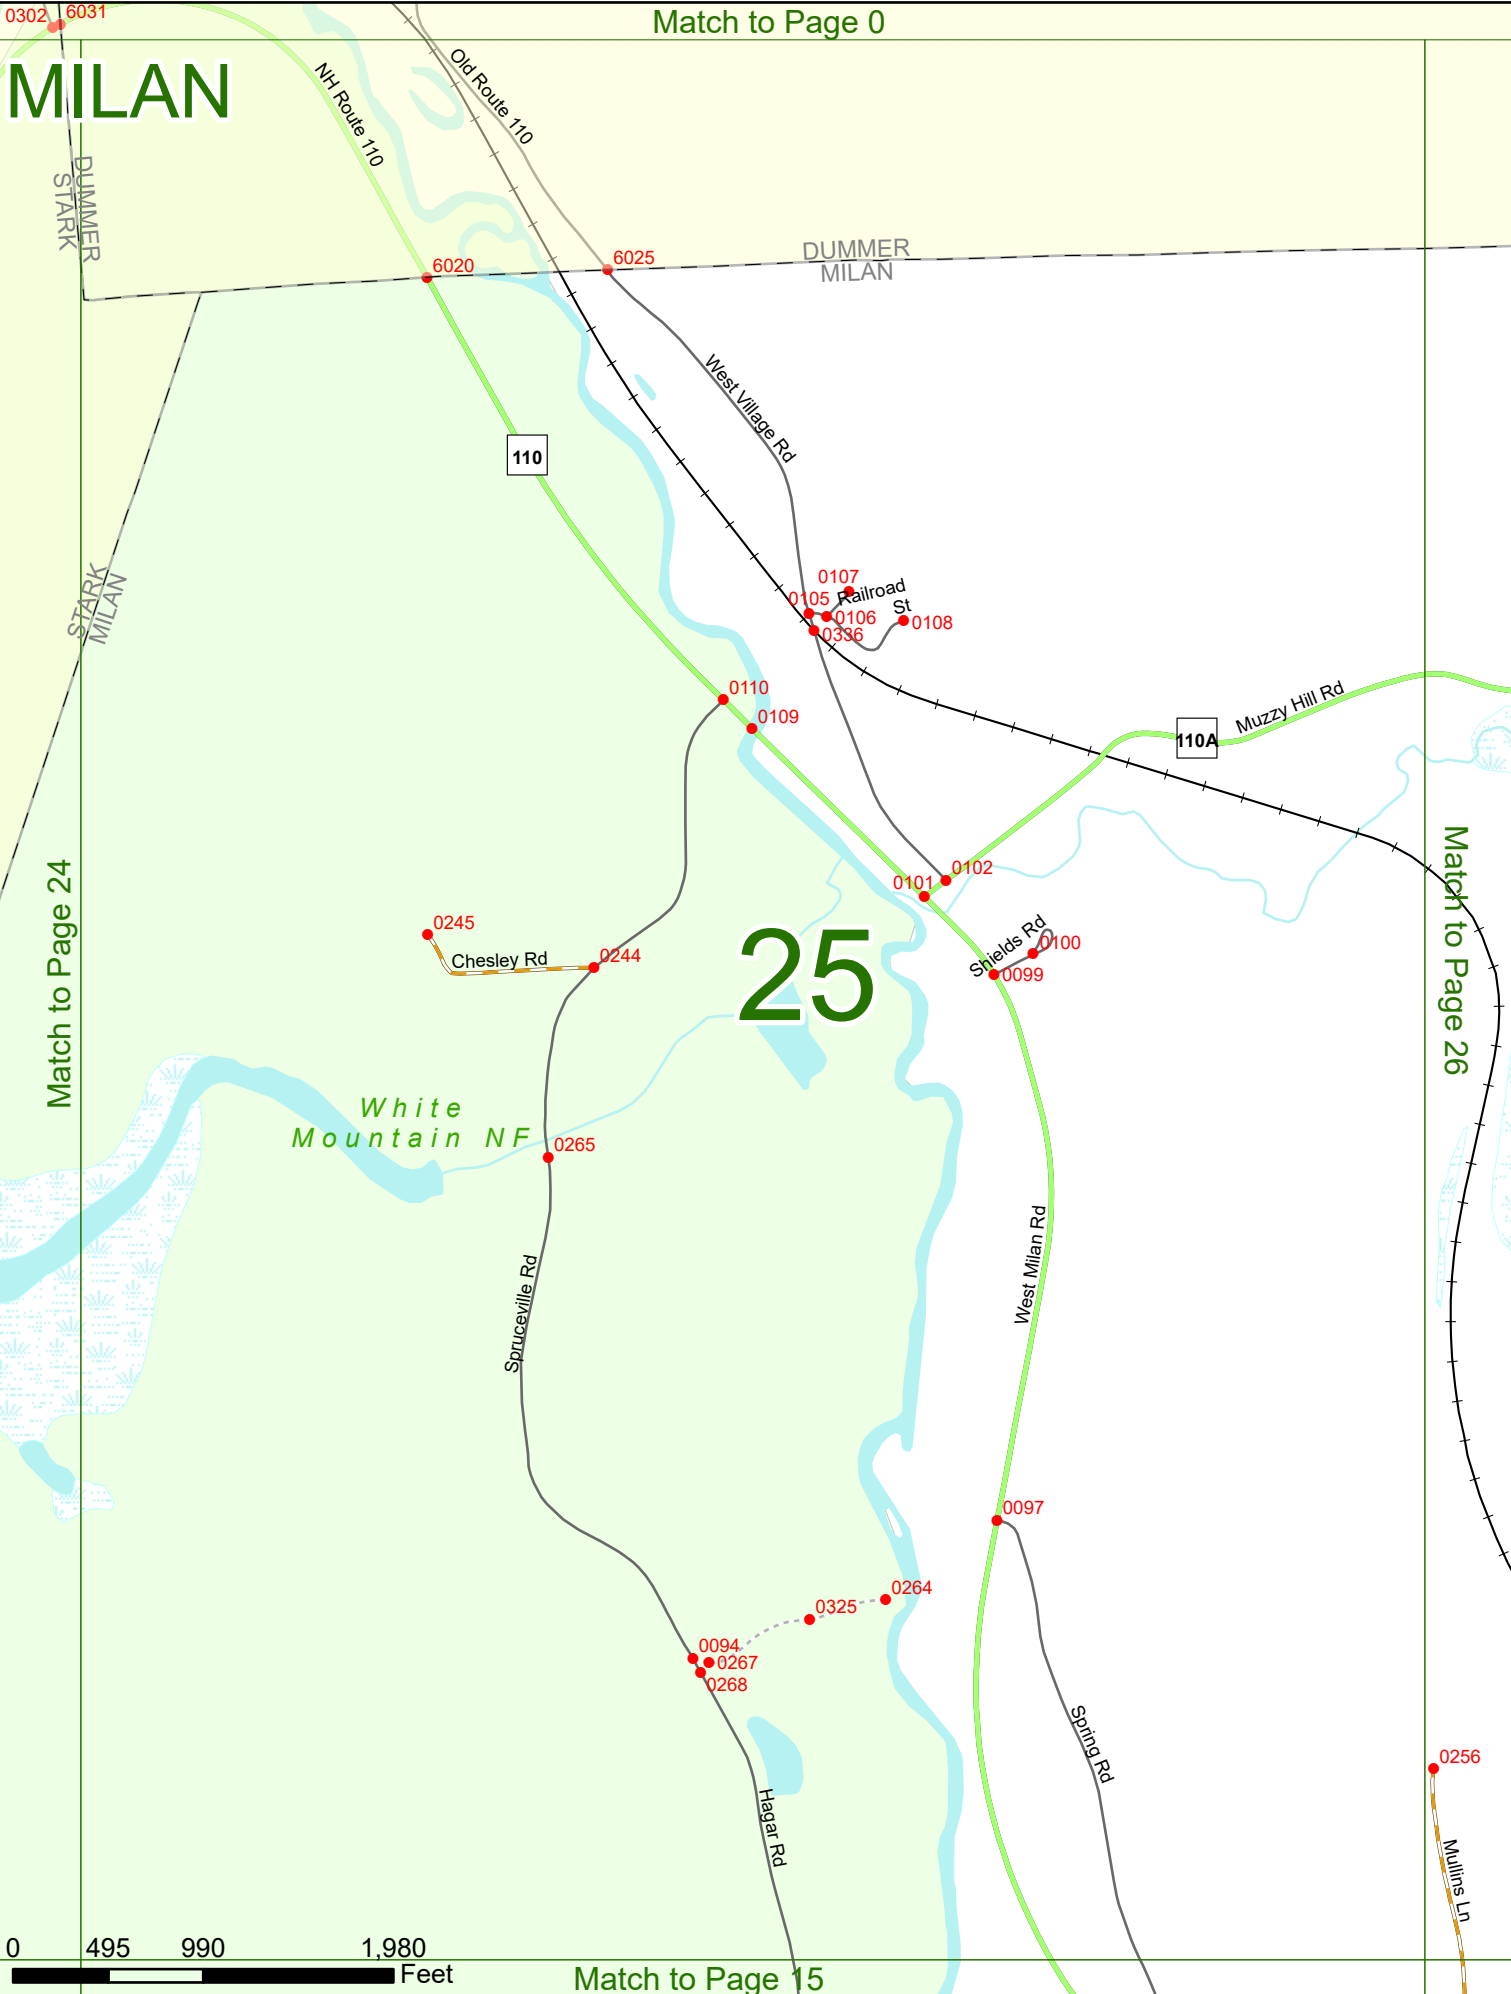 0302
6031
Match to Page 0
MILAN
NH Route 110
Old Route 110
DUMMER
STARK
6020
6025
DUMMER
MILAN
West Village Rd
110
STARK
MILAN
0107
Railroad
St
0105
0106
0108
0336
0110
0109
Muzzy Hill Rd
110A
0102
0101
Match to Page 24
Match to Page 26
0245
Chesley Rd
0244
25
Shields Rd
0100
0099
White
Mountain NF
0265
West Milan Rd
Spruceville Rd
0097
0264
0325
0094
0267
0268
Spring Rd
0256
Hagar Rd
Mullins Ln
0 495 990 1,980
Feet
Match to Page 15